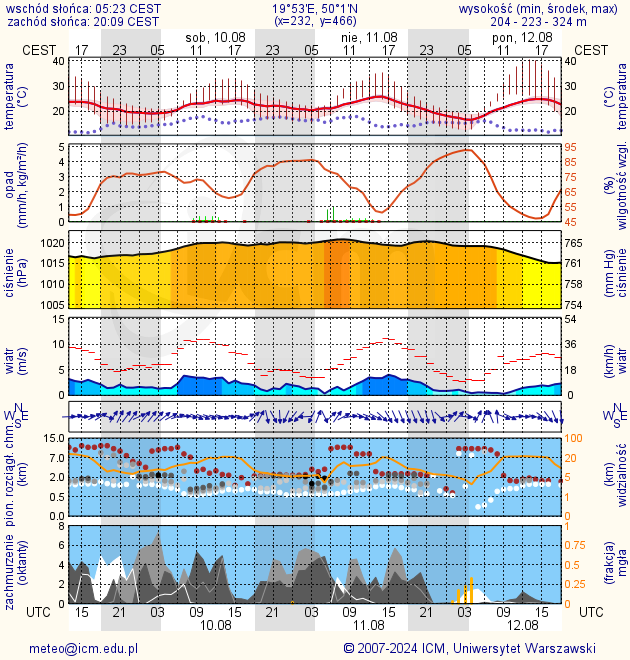 wschód słońca: 05:23 CEST 19°53'E, 50°1'N wysokość (min, środek, max)
zachód słońca: 20:09 CEST (x=232, y=466) 204 - 223 - 324 m
sob, 10.08 nie, 11.08 pon, 12.08
CEST 17 23 05 11 17 23 05 11 17 23 05 11 17 CEST
temperatura (°C)
40 30 20
40 30 20
temperatura (°C)
opad (mm/h, kg/m²/h)
5 4 3 2 1 0
95 85 75 65 55 45
(%) wilgotność wzgl.
ciśnienie (hPa)
1020 1015 1010 1005
765 761 758 754
(mm Hg) ciśnienie
wiatr (m/s)
15 10 5 0
54 36 18 0
(km/h) wiatr
N W E S
N W E S
pion. rozciągł. chm. (km)
15.0 7.0 2.0 0.5 0.0
100 20 5 1 0
(km) widzialność
zachmurzenie (oktanty)
8 6 4 2 0
1 0.75 0.5 0.25 0
(frakcja) mgła
UTC 15 21 03 09 15 21 03 09 15 21 03 09 15 UTC
10.08 11.08 12.08
meteo@icm.edu.pl © 2007-2024 ICM, Uniwersytet Warszawski